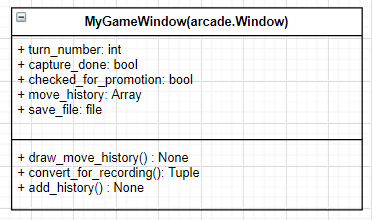 MyGameWindow(arcade.Window)
+ turn_number: int
+ capture_done: bool
+ checked_for_promotion: bool
+ move_history: Array
+ save_file: file
+ draw_move_history() : None
+ convert_for_recording(): Tuple
+ add_history() : None